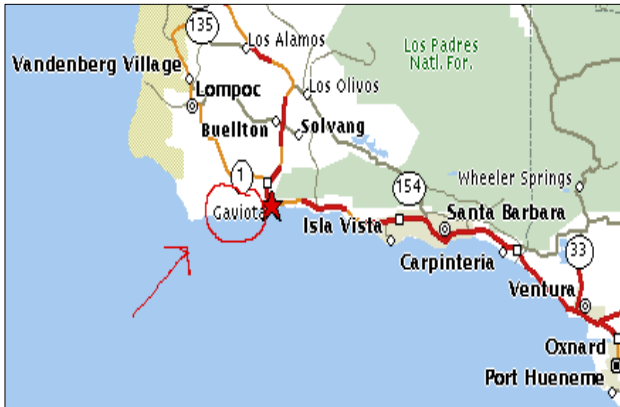 135
Los Alamos
Los Padres
Natl. For.
Vandenberg Village
Los Olivos
Lompoc
Buellton
Solvang
1
154
Wheeler Springs
Gaviota
Isla Vista
Santa Barbara
33
Carpinteria
Ventura
Oxnard
Port Hueneme